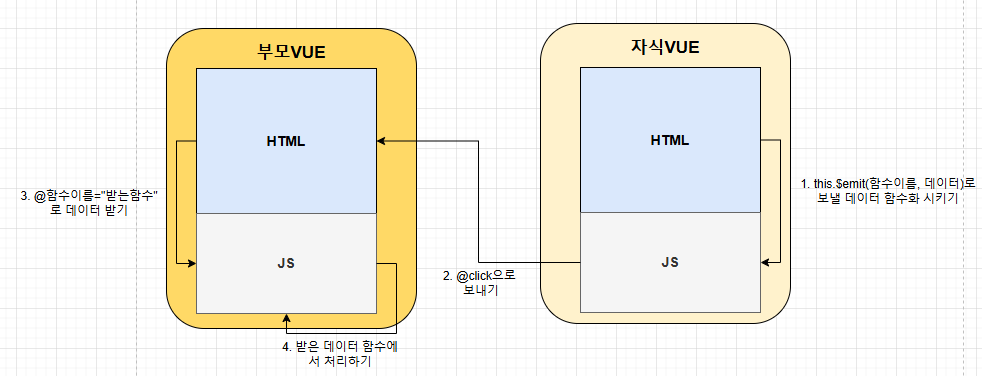 부모VUE
HTML
JS
3. @함수이름="받는함수"
로 데이터 받기
4. 받은 데이터 함수에
서 처리하기
2. @click으로
보내기
자식VUE
HTML
JS
1. this.$emit(함수이름, 데이터)로
보낼 데이터 함수화 시키기